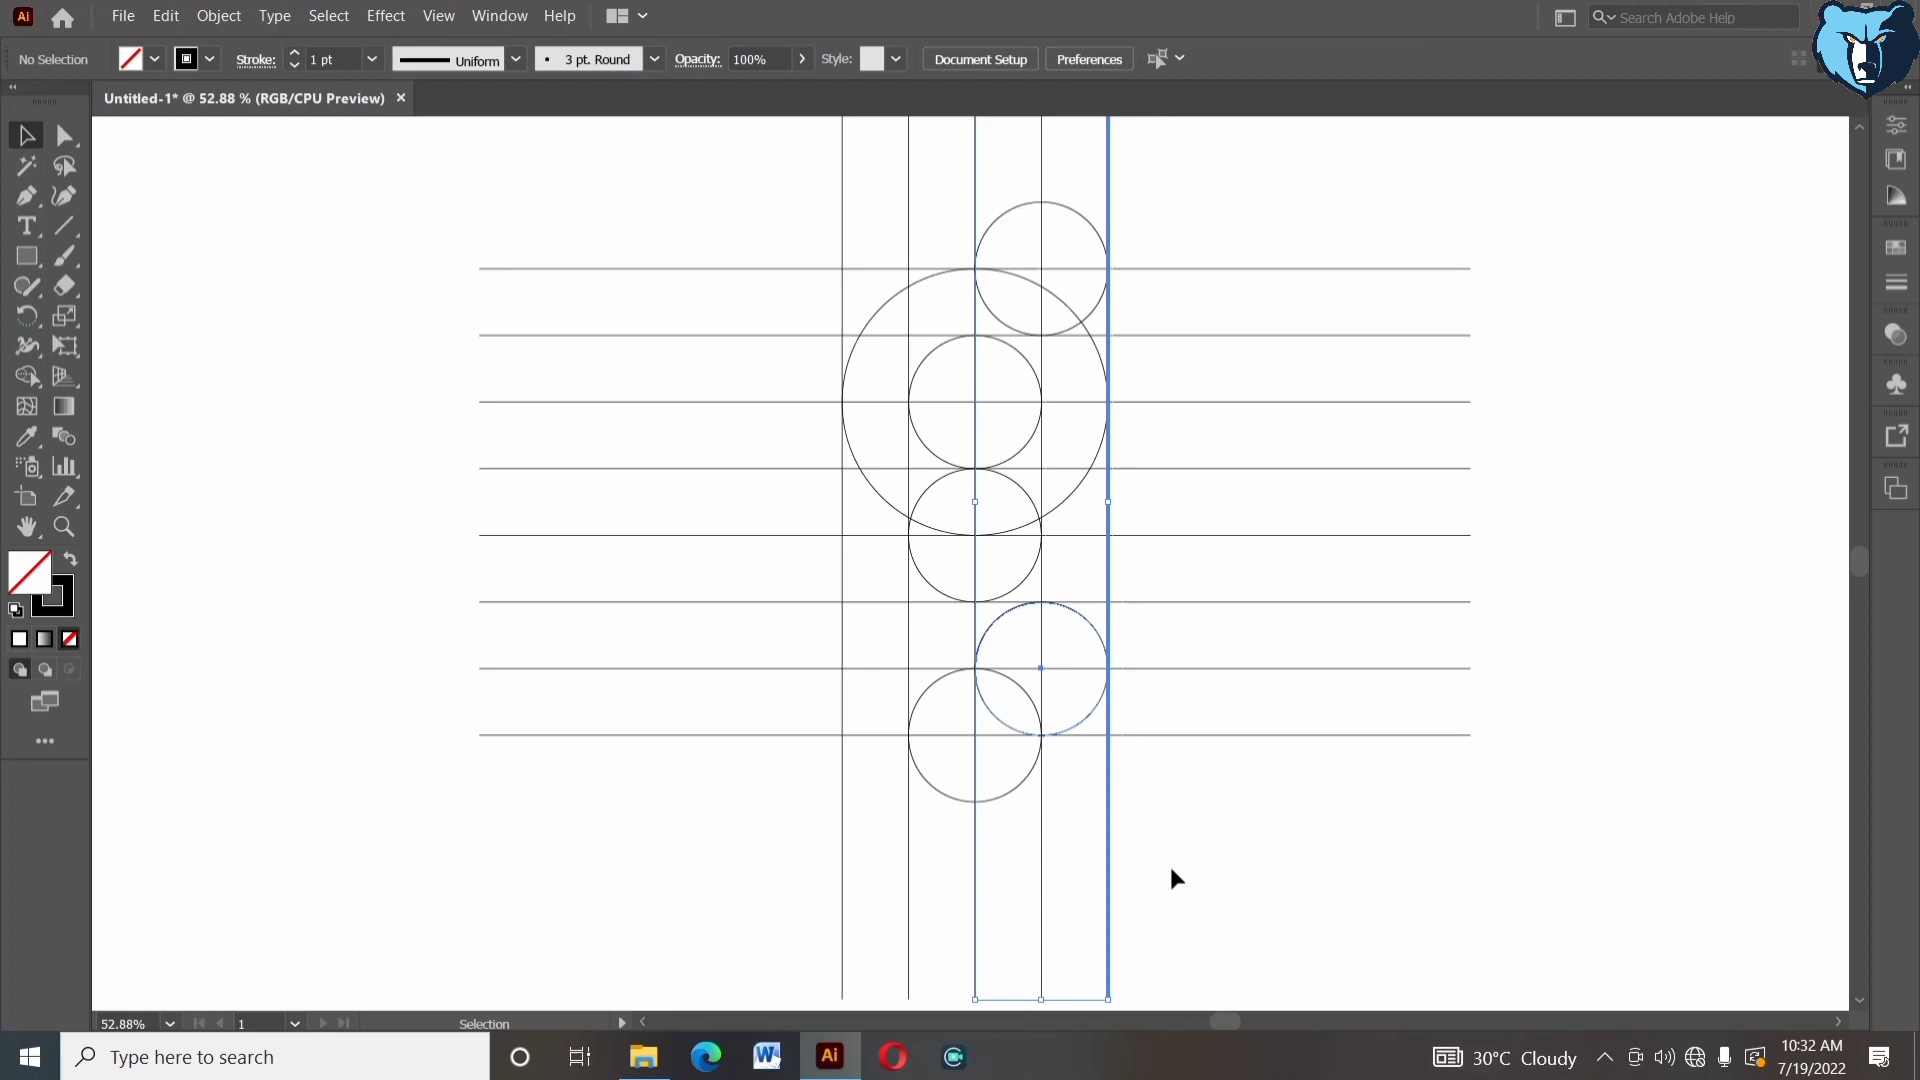 Ai File Edit Object Type Select Effect View Window Help Search Adobe Help
No Selection Stroke: 1 pt Uniform 3 pt. Round Opacity: 100% Style: Document Setup Preferences
Untitled-1* @ 52.88 % (RGB/CPU Preview) ×
52.88% 1 Selection
Type here to search Ai 30°C Cloudy 10:32 AM
7/19/2022